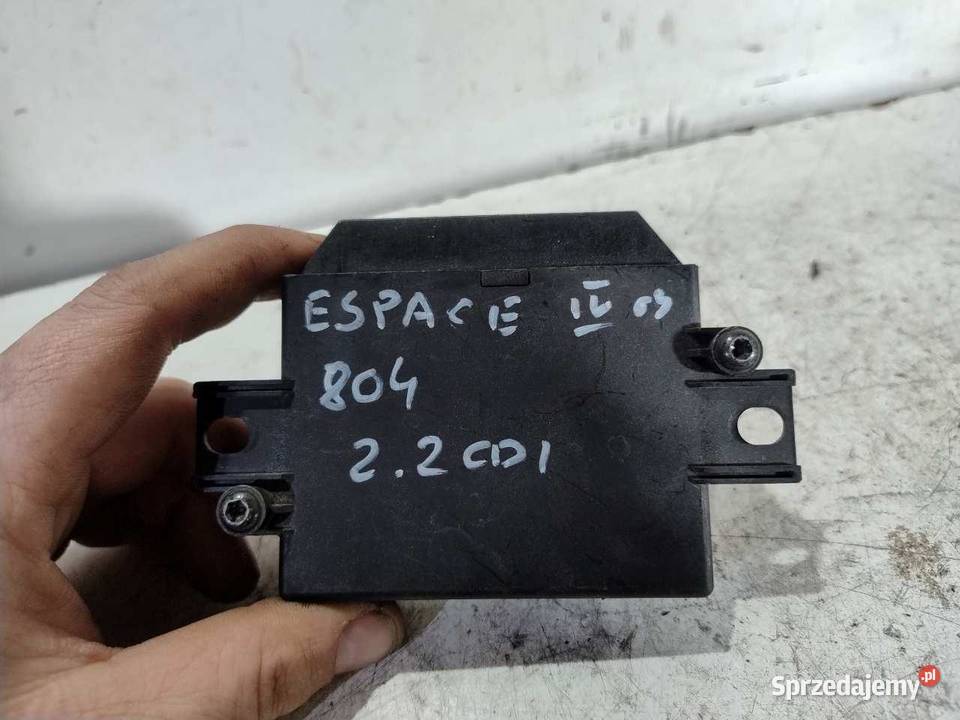 ESPACE IV 03
804
2.2 CDI
Sprzedajemy.pl